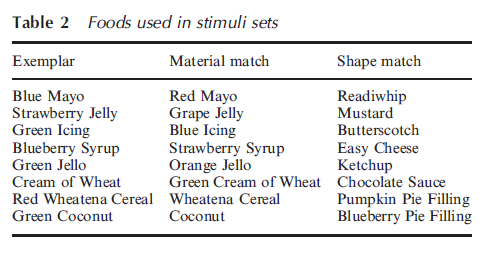 Table 2 Foods used in stimuli sets
Exemplar Material match Shape match
Blue Mayo Red Mayo Readiwhip
Strawberry Jelly Grape Jelly Mustard
Green Icing Blue Icing Butterscotch
Blueberry Syrup Strawberry Syrup Easy Cheese
Green Jello Orange Jello Ketchup
Cream of Wheat Green Cream of Wheat Chocolate Sauce
Red Wheatena Cereal Wheatena Cereal Pumpkin Pie Filling
Green Coconut Coconut Blueberry Pie Filling